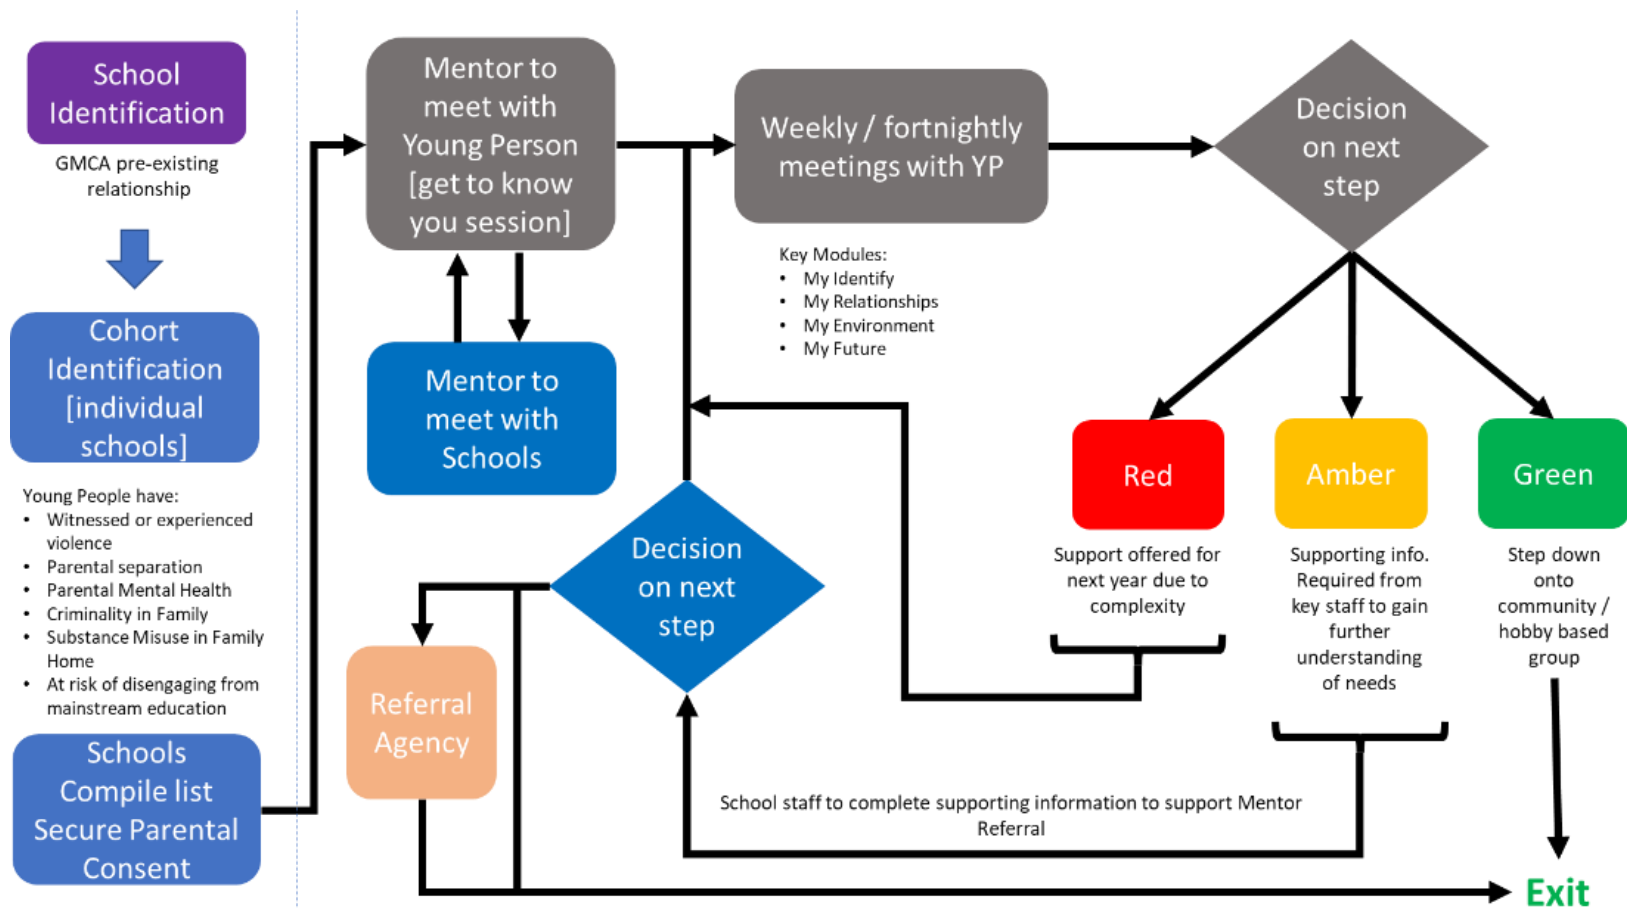 School
Identification
GMCA pre-existing
relationship
Cohort
Identification
[individual
schools]
Young People have:
• Witnessed or experienced
violence
• Parental separation
• Parental Mental Health
• Criminality in Family
• Substance Misuse in Family
Home
• At risk of disengaging from
mainstream education
Schools
Compile list
Secure Parental
Consent
Mentor to
meet with
Young Person
[get to know
you session]
Mentor to
meet with
Schools
Weekly / fortnightly
meetings with YP
Key Modules:
• My Identify
• My Relationships
• My Environment
• My Future
Decision
on next
step
Red
Support offered for
next year due to
complexity
Amber
Supporting info.
Required from
key staff to gain
further
understanding
of needs
Green
Step down
onto
community /
hobby based
group
Decision
on next
step
Referral
Agency
School staff to complete supporting information to support Mentor
Referral
Exit